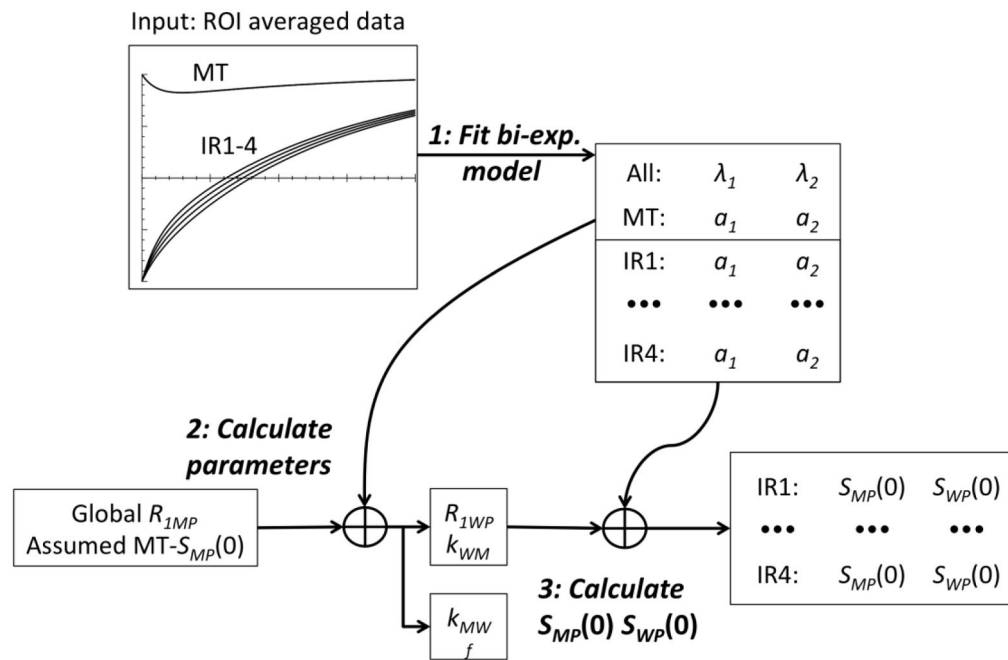 Input: ROI averaged data
MT
IR1-4
1: Fit bi-exp.
model
All: λ1 λ2
MT: a1 a2
IR1: a1 a2
••• ••• •••
IR4: a1 a2
2: Calculate
parameters
Global R1MP
Assumed MT-SMP(0)
R1WP
kWM
kMW
f
3: Calculate
SMP(0) SWP(0)
IR1: SMP(0) SWP(0)
••• ••• •••
IR4: SMP(0) SWP(0)